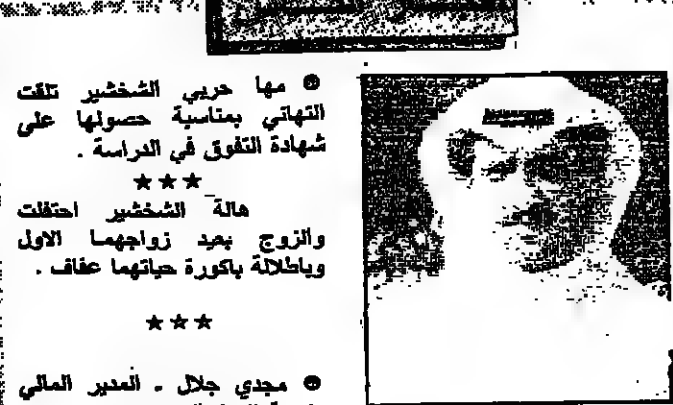 مها حربي الشخشير تلقت
التهاني بمناسبة حصولها على
شهادة التفوق في الدراسة .
★★★
هالة الشخشير احتفلت
والزوج بعيد زواجهما الاول
وباطلالة باكورة حياتهما عفاف .
★★★
مجدي جلال - المدير المالي